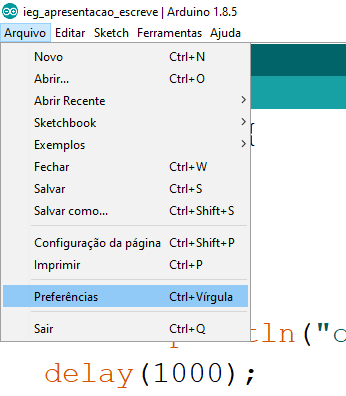 ieg_apresentacao_escreve | Arduino 1.8.5
Arquivo Editar Sketch Ferramentas Ajuda
Novo Ctrl+N
Abrir... Ctrl+O
Abrir Recente
Sketchbook
Exemplos
Fechar Ctrl+W
Salvar Ctrl+S
Salvar como... Ctrl+Shift+S
Configuração da página Ctrl+Shift+P
Imprimir Ctrl+P
Preferências Ctrl+Vírgula
Sair Ctrl+Q
{
ln("
delay(1000);